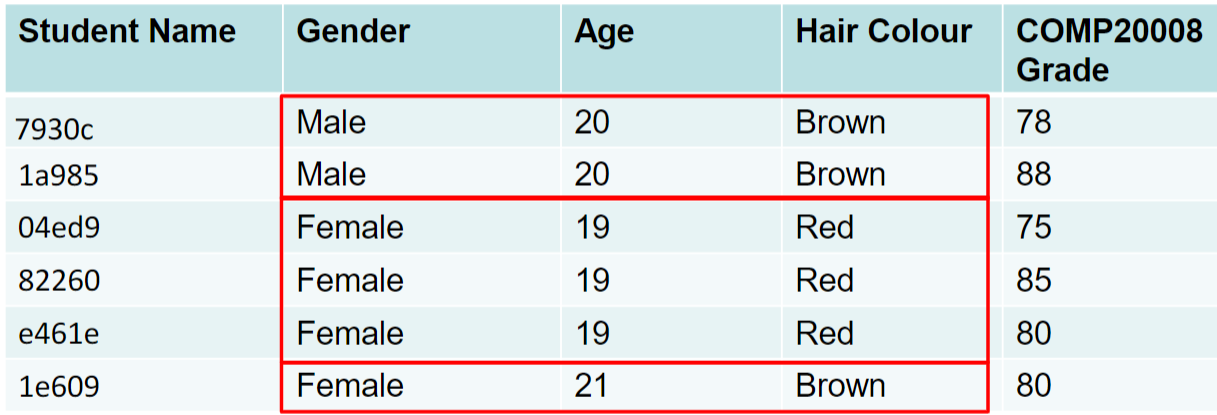 Student Name Gender Age Hair Colour COMP20008
Grade
7930c Male 20 Brown 78
1a985 Male 20 Brown 88
04ed9 Female 19 Red 75
82260 Female 19 Red 85
e461e Female 19 Red 80
1e609 Female 21 Brown 80